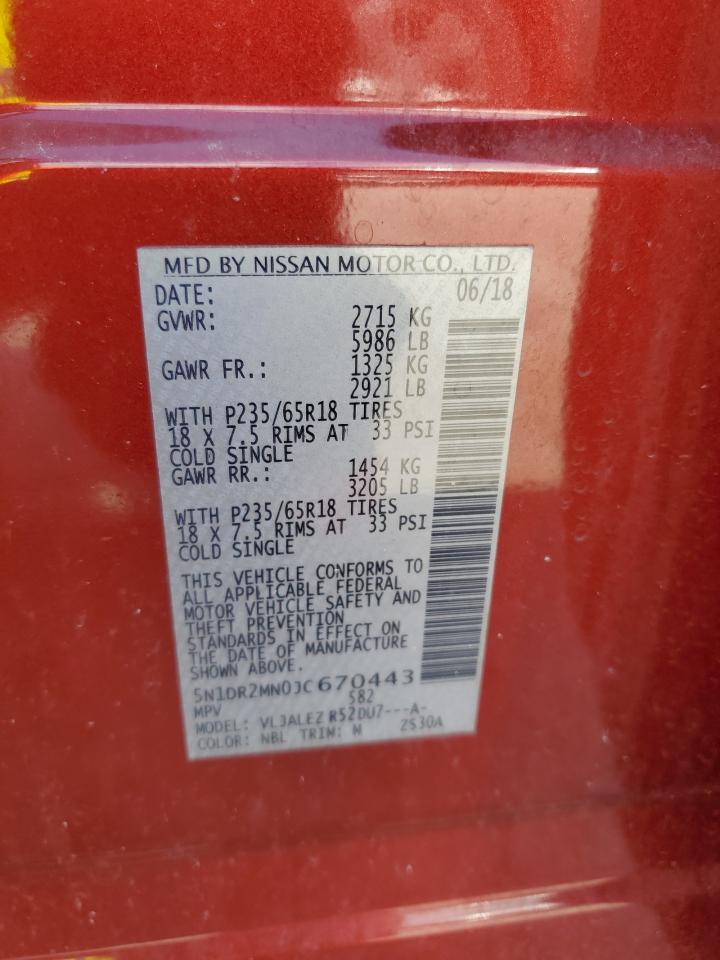 MFD BY NISSAN MOTOR CO., LTD.
DATE: 06/18
GVWR: 2715 KG
5986 LB
GAWR FR.: 1325 KG
2921 LB
WITH P235/65R18 TIRES
18 X 7.5 RIMS AT 33 PSI
COLD SINGLE
GAWR RR.: 1454 KG
3205 LB
WITH P235/65R18 TIRES
18 X 7.5 RIMS AT 33 PSI
COLD SINGLE
THIS VEHICLE CONFORMS TO
ALL APPLICABLE FEDERAL
MOTOR VEHICLE SAFETY AND
THEFT PREVENTION
STANDARDS IN EFFECT ON
THE DATE OF MANUFACTURE
SHOWN ABOVE.
5N1DR2MN0JC670443
MPV 582
MODEL: VL3ALEZ R52DU7---A-
COLOR: NBL TRIM: M ZS30A